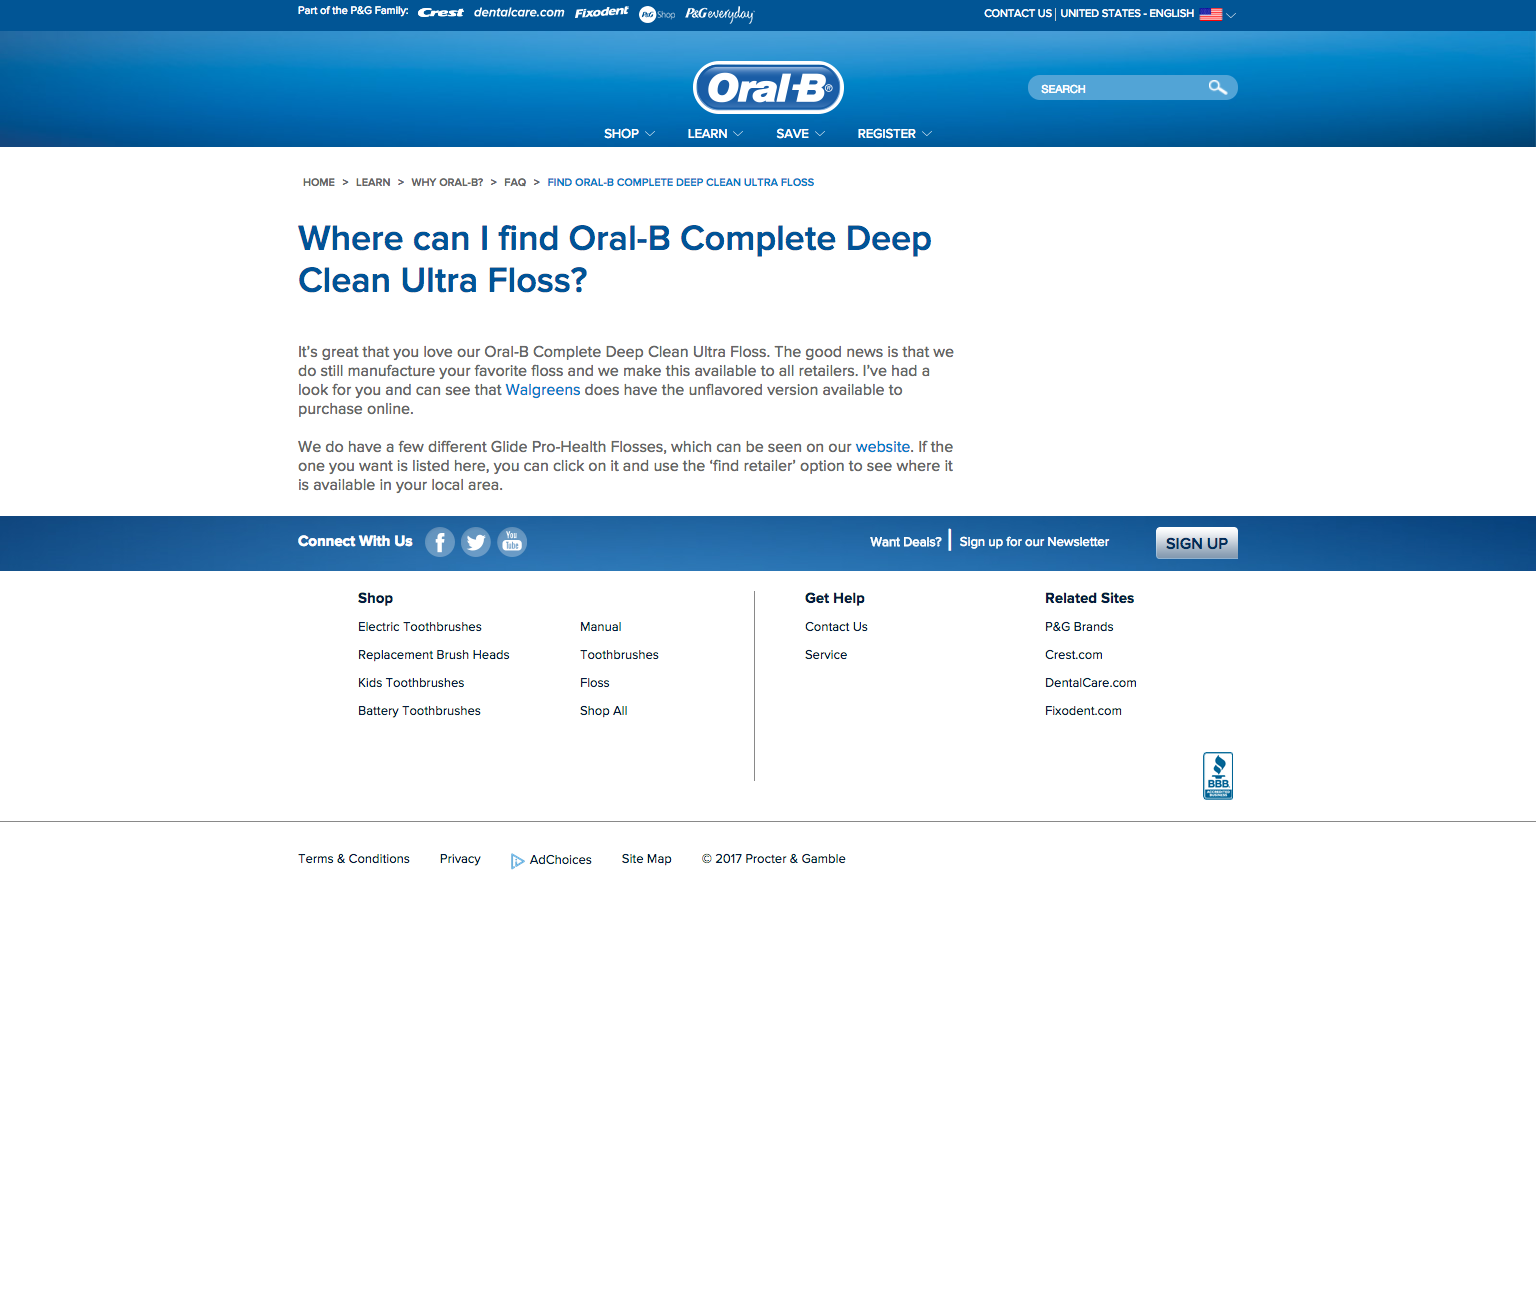 Part of the P&G Family: Crest dentalcare.com Fixodent P&G Shop P&G everyday
CONTACT US | UNITED STATES - ENGLISH
Oral-B®
SEARCH
SHOP LEARN SAVE REGISTER
HOME > LEARN > WHY ORAL-B? > FAQ > FIND ORAL-B COMPLETE DEEP CLEAN ULTRA FLOSS
Where can I find Oral-B Complete Deep
Clean Ultra Floss?
It's great that you love our Oral-B Complete Deep Clean Ultra Floss. The good news is that we
do still manufacture your favorite floss and we make this available to all retailers. I've had a
look for you and can see that Walgreens does have the unflavored version available to
purchase online.
We do have a few different Glide Pro-Health Flosses, which can be seen on our website. If the
one you want is listed here, you can click on it and use the 'find retailer' option to see where it
is available in your local area.
Connect With Us
You
Tube
Want Deals? | Sign up for our Newsletter
SIGN UP
Shop
Electric Toothbrushes
Replacement Brush Heads
Kids Toothbrushes
Battery Toothbrushes
Manual
Toothbrushes
Floss
Shop All
Get Help
Contact Us
Service
Related Sites
P&G Brands
Crest.com
DentalCare.com
Fixodent.com
BBB.
ACCREDITED
BUSINESS
Terms & Conditions Privacy AdChoices Site Map © 2017 Procter & Gamble